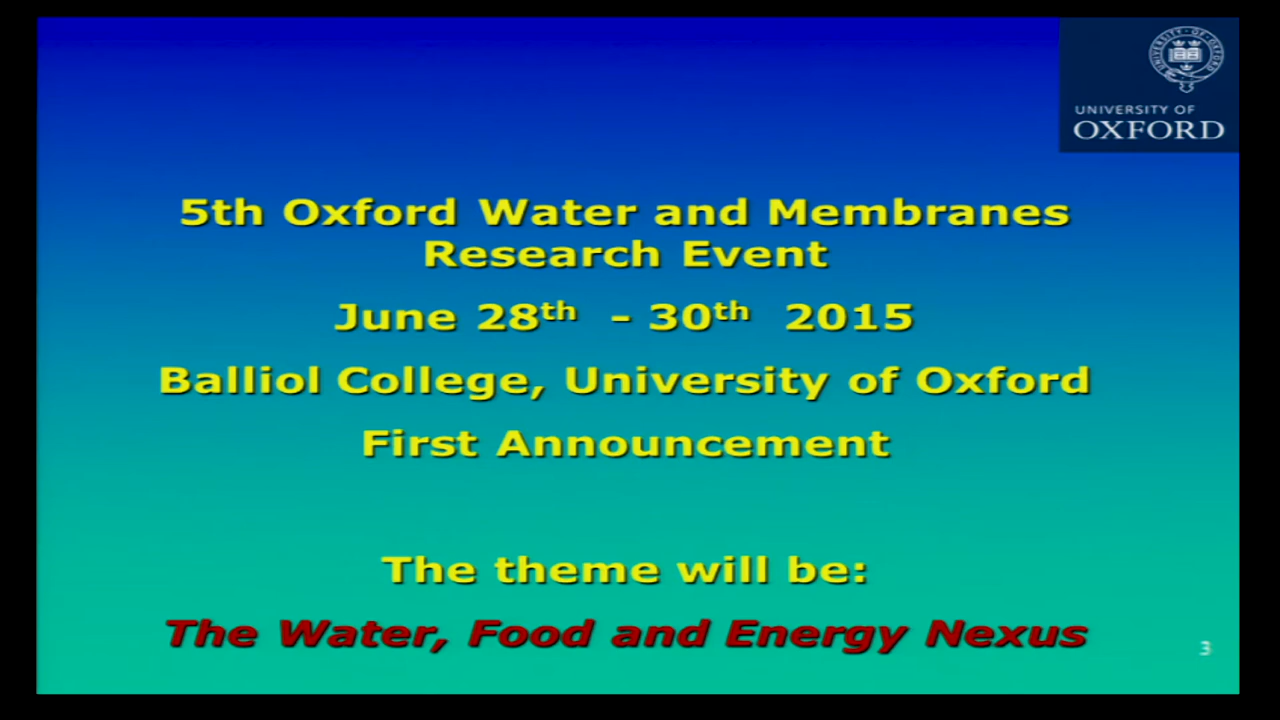 UNIVERSITY OF
OXFORD
5th Oxford Water and Membranes
Research Event
June 28th - 30th 2015
Balliol College, University of Oxford
First Announcement
The theme will be:
The Water, Food and Energy Nexus
3